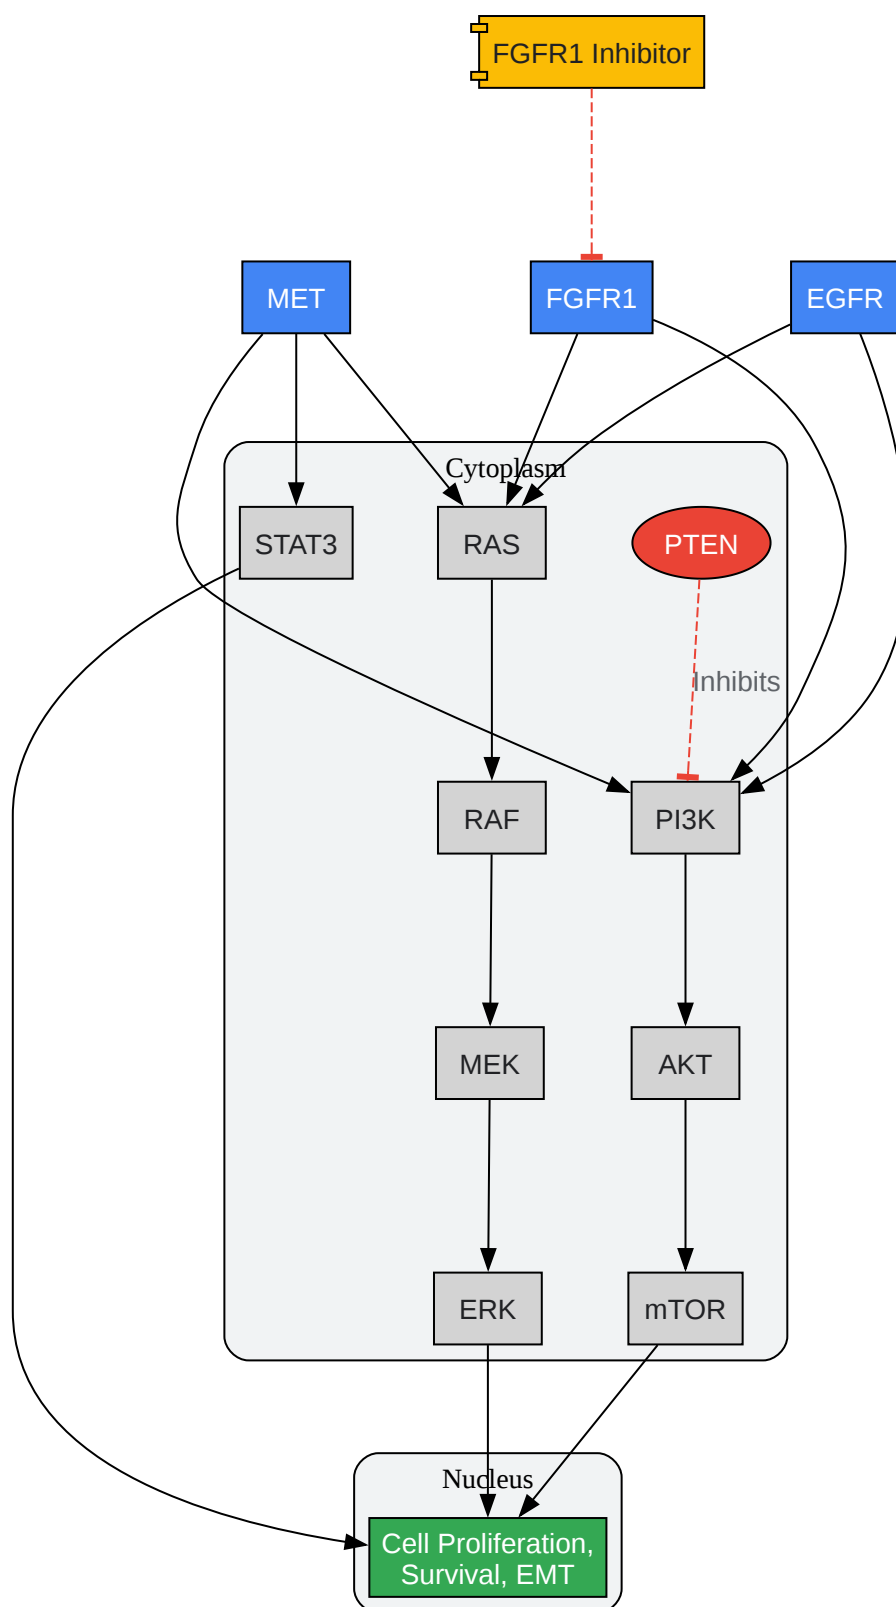 FGFR1 Inhibitor
MET
FGFR1
EGFR
Cytoplasm
STAT3
RAS
PTEN
Inhibits
RAF
PI3K
MEK
AKT
ERK
mTOR
Nucleus
Cell Proliferation,
Survival, EMT